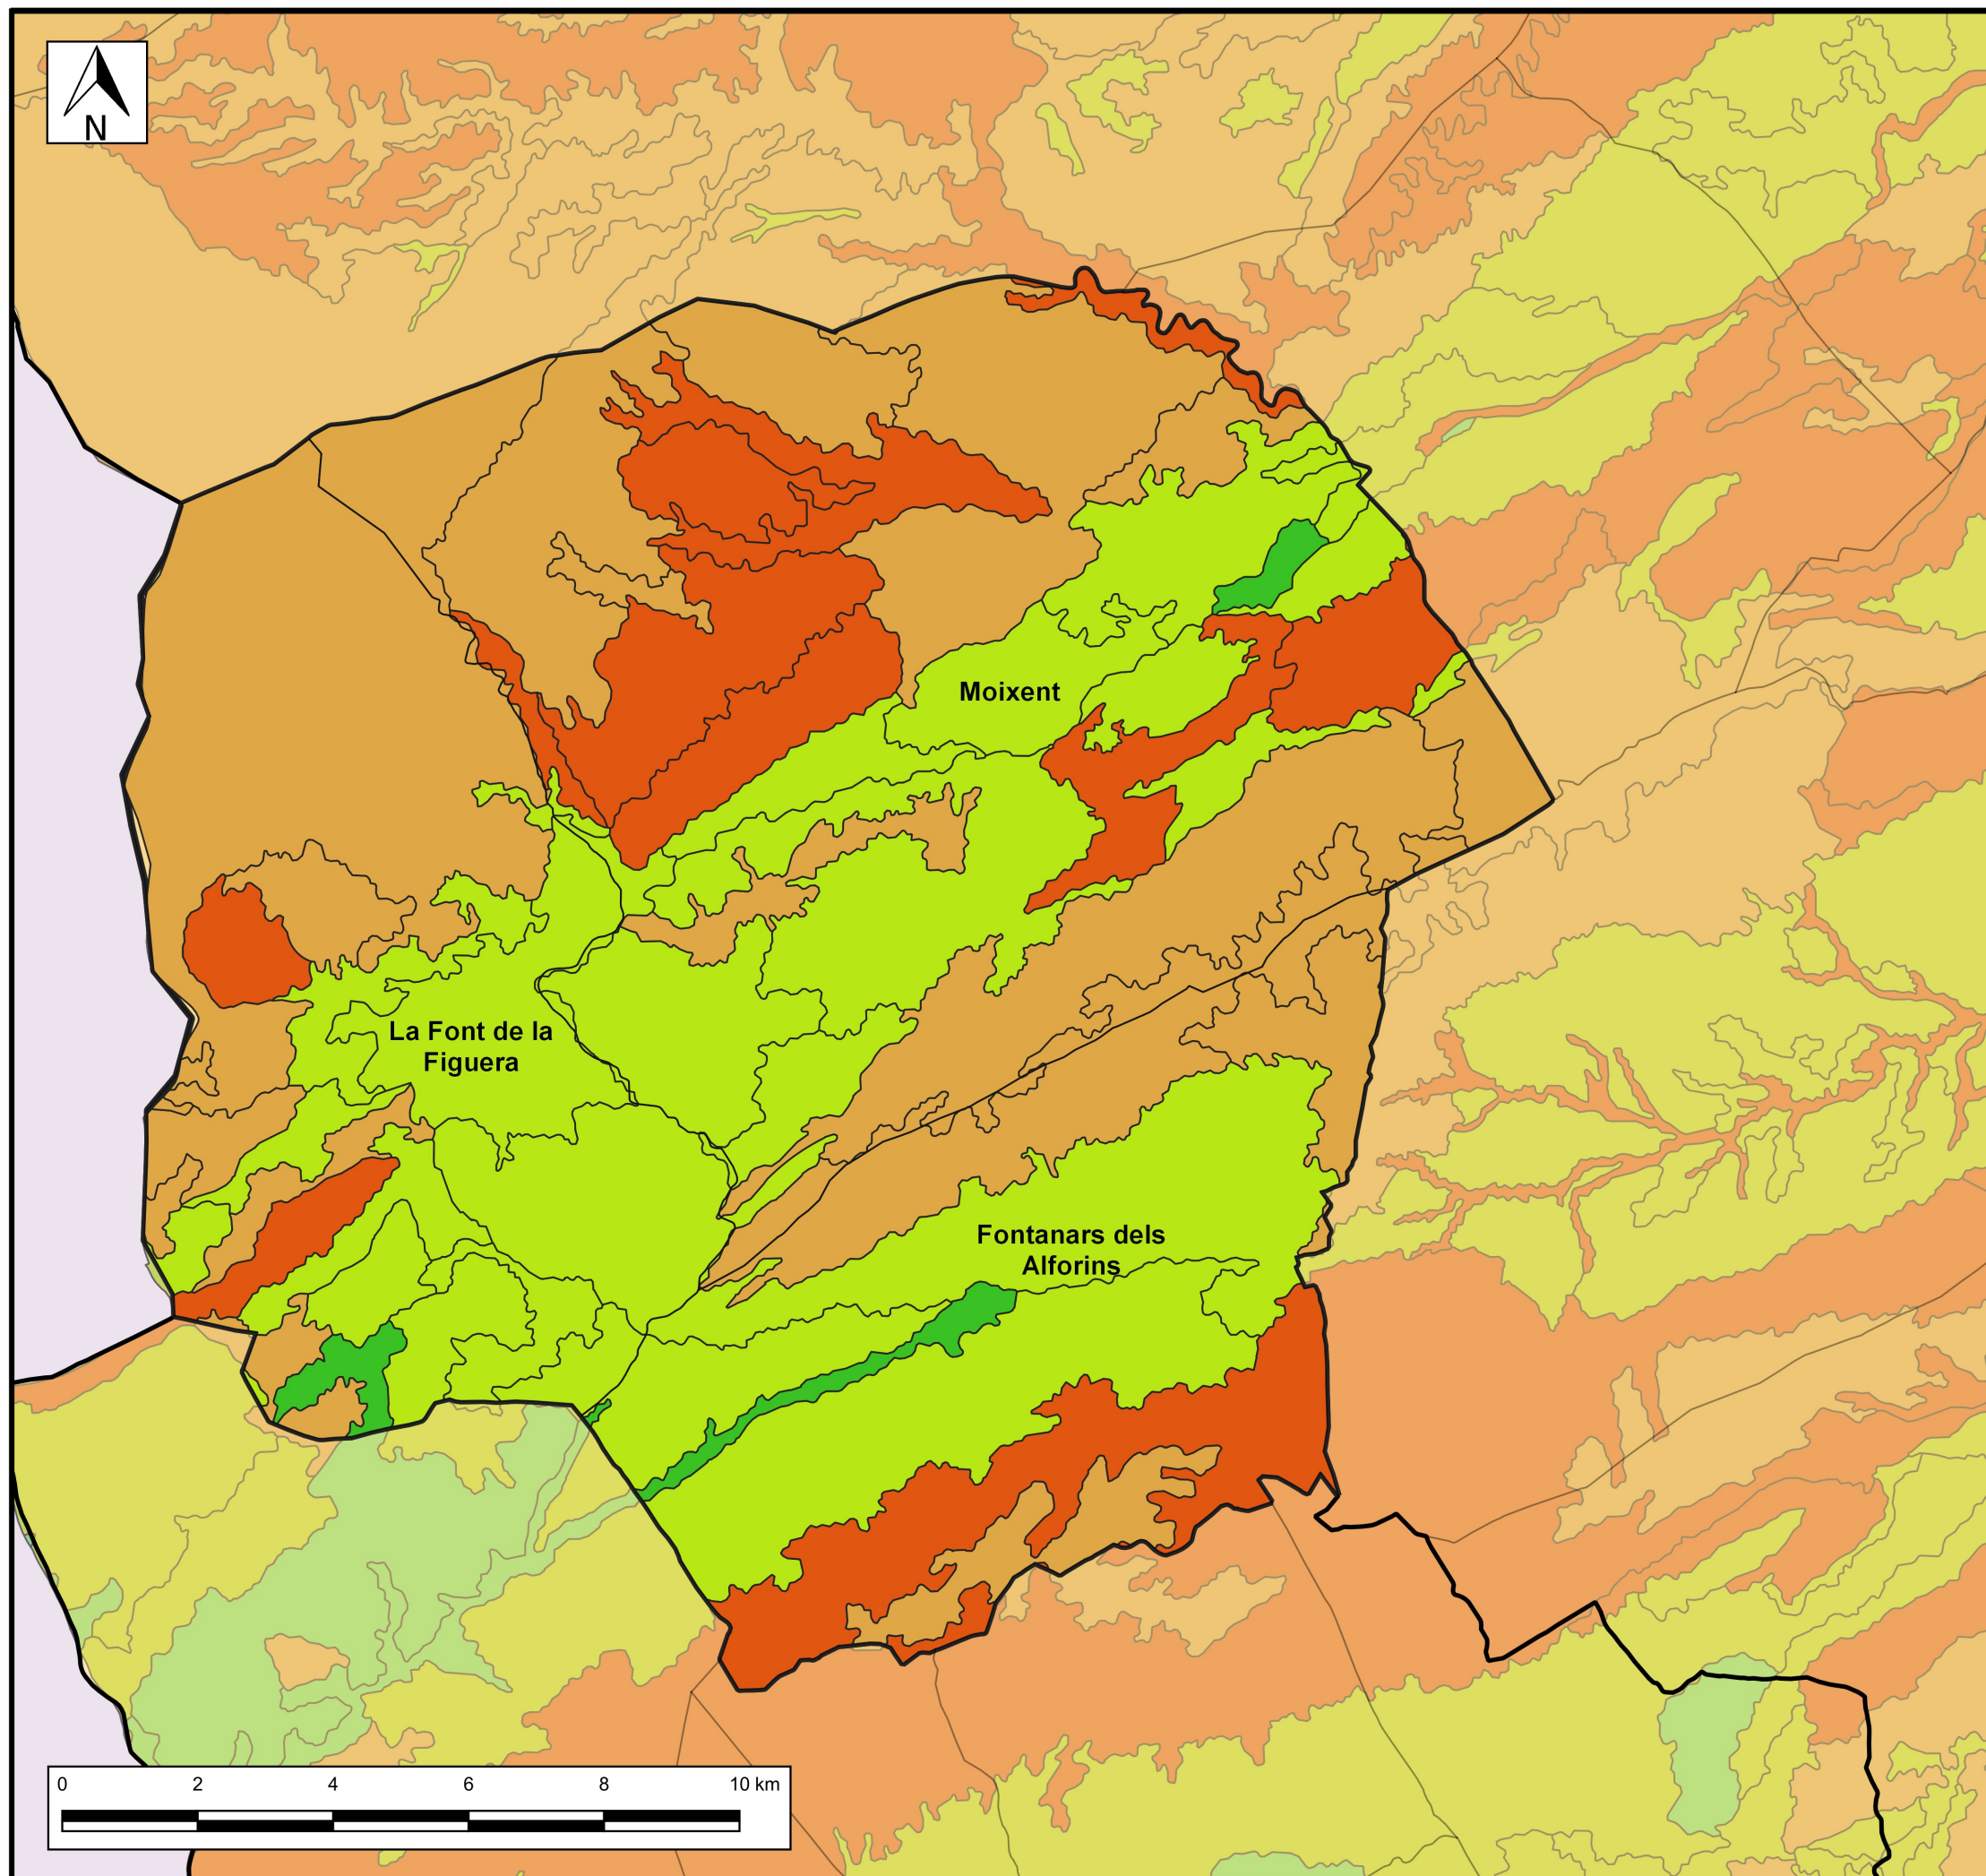 N
Moixent
La Font de la
Figuera
Fontanars dels
Alforins
0 2 4 6 8 10 km